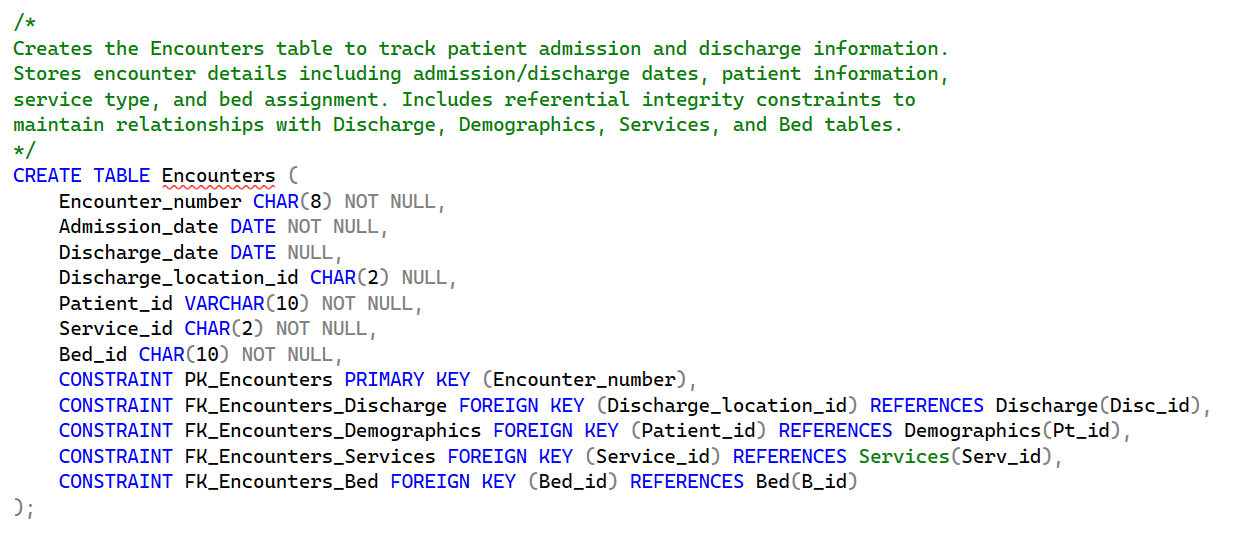 /*
Creates the Encounters table to track patient admission and discharge information.
Stores encounter details including admission/discharge dates, patient information,
service type, and bed assignment. Includes referential integrity constraints to
maintain relationships with Discharge, Demographics, Services, and Bed tables.
*/
CREATE TABLE Encounters (
    Encounter_number CHAR(8) NOT NULL,
    Admission_date DATE NOT NULL,
    Discharge_date DATE NULL,
    Discharge_location_id CHAR(2) NULL,
    Patient_id VARCHAR(10) NOT NULL,
    Service_id CHAR(2) NOT NULL,
    Bed_id CHAR(10) NOT NULL,
    CONSTRAINT PK_Encounters PRIMARY KEY (Encounter_number),
    CONSTRAINT FK_Encounters_Discharge FOREIGN KEY (Discharge_location_id) REFERENCES Discharge(Disc_id),
    CONSTRAINT FK_Encounters_Demographics FOREIGN KEY (Patient_id) REFERENCES Demographics(Pt_id),
    CONSTRAINT FK_Encounters_Services FOREIGN KEY (Service_id) REFERENCES Services(Serv_id),
    CONSTRAINT FK_Encounters_Bed FOREIGN KEY (Bed_id) REFERENCES Bed(B_id)
);